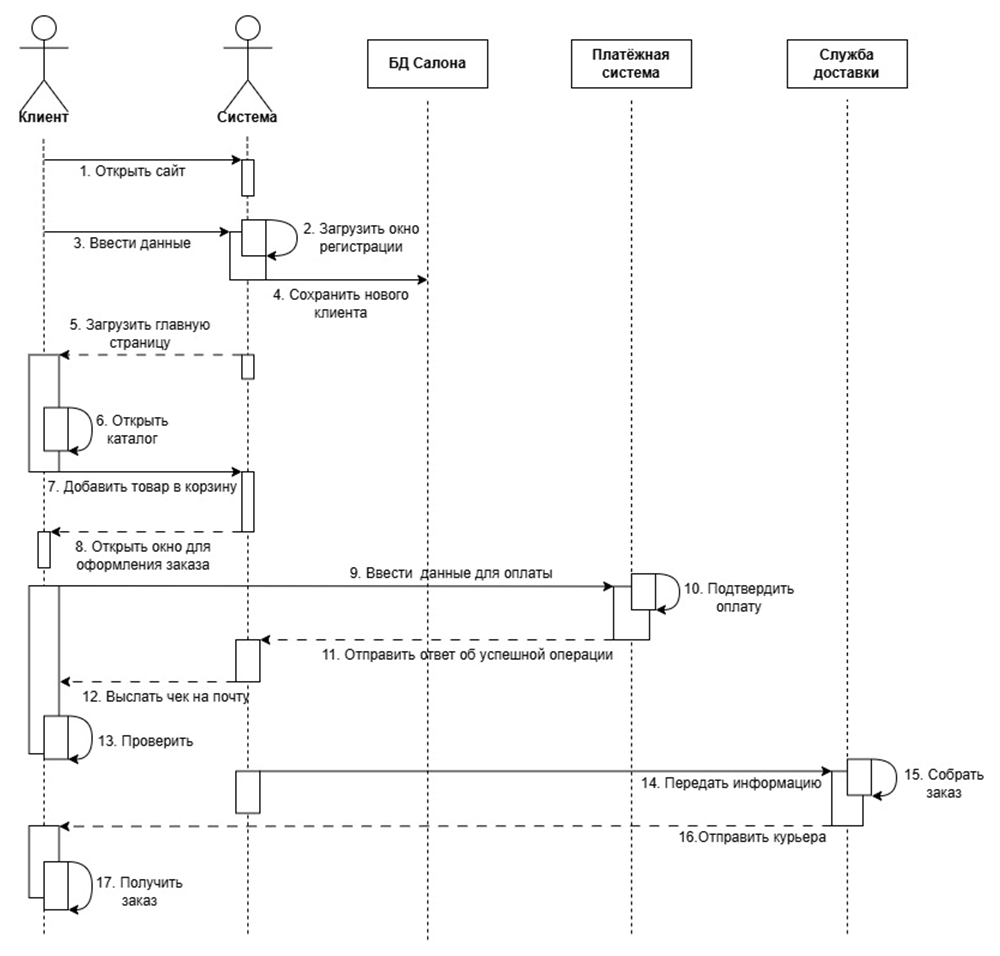 Клиент
Система
БД Салона
Платёжная
система
Служба
доставки
1. Открыть сайт
2. Загрузить окно
регистрации
3. Ввести данные
4. Сохранить нового
клиента
5. Загрузить главную
страницу
6. Открыть
каталог
7. Добавить товар в корзину
8. Открыть окно для
оформления заказа
9. Ввести данные для оплаты
10. Подтвердить
оплату
11. Отправить ответ об успешной операции
12. Выслать чек на почту
13. Проверить
14. Передать информацию
15. Собрать
заказ
16.Отправить курьера
17. Получить
заказ